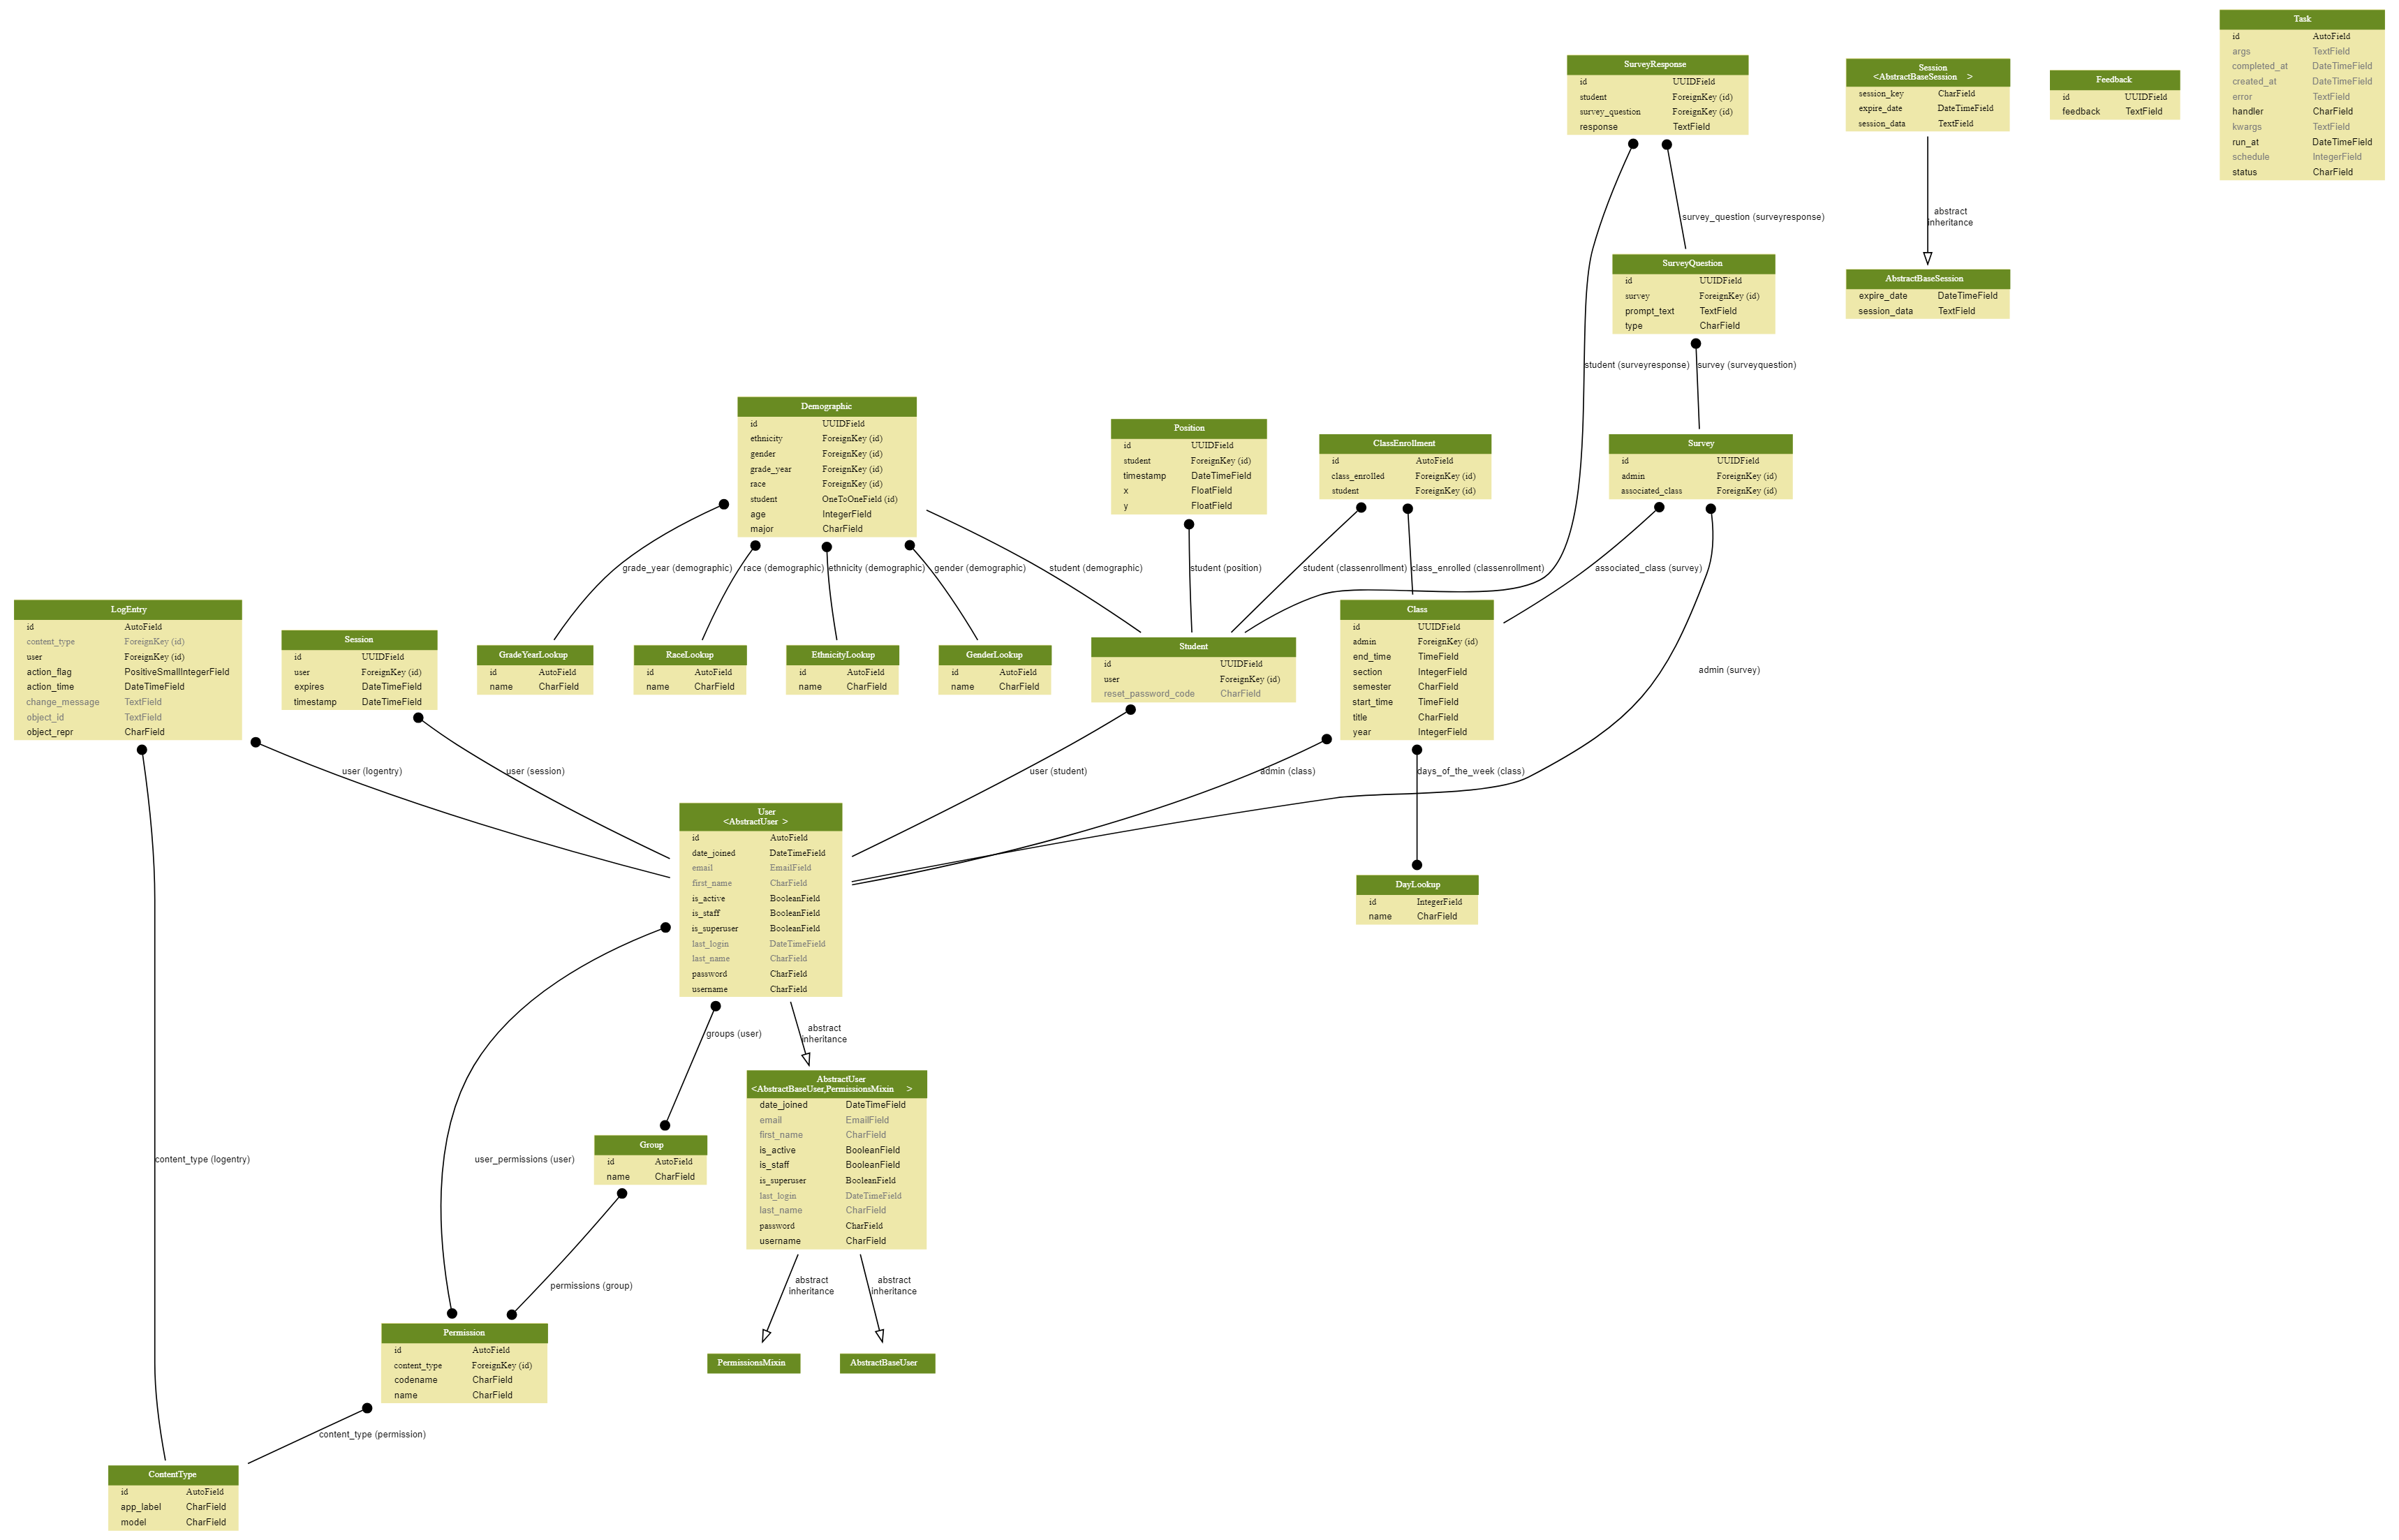 Task
id AutoField
args TextField
completed_at DateTimeField
created_at DateTimeField
error TextField
handler CharField
kwargs TextField
run_at DateTimeField
schedule IntegerField
status CharField
SurveyResponse
id UUIDField
student ForeignKey (id)
survey_question ForeignKey (id)
response TextField
Session
<AbstractBaseSession >
session_key CharField
expire_date DateTimeField
session_data TextField
Feedback
id UUIDField
feedback TextField
survey_question (surveyresponse)
abstract
inheritance
SurveyQuestion
id UUIDField
survey ForeignKey (id)
prompt_text TextField
type CharField
AbstractBaseSession
expire_date DateTimeField
session_data TextField
student (surveyresponse)
survey (surveyquestion)
Demographic
id UUIDField
ethnicity ForeignKey (id)
gender ForeignKey (id)
grade_year ForeignKey (id)
race ForeignKey (id)
student OneToOneField (id)
age IntegerField
major CharField
Position
id UUIDField
student ForeignKey (id)
timestamp DateTimeField
x FloatField
y FloatField
ClassEnrollment
id AutoField
class_enrolled ForeignKey (id)
student ForeignKey (id)
Survey
id UUIDField
admin ForeignKey (id)
associated_class ForeignKey (id)
grade_year (demographic)
race (demographic)
ethnicity (demographic)
gender (demographic)
student (demographic)
student (position)
student (classenrollment)
class_enrolled (classenrollment)
associated_class (survey)
LogEntry
id AutoField
content_type ForeignKey (id)
user ForeignKey (id)
action_flag PositiveSmallIntegerField
action_time DateTimeField
change_message TextField
object_id TextField
object_repr CharField
Session
id UUIDField
user ForeignKey (id)
expires DateTimeField
timestamp DateTimeField
GradeYearLookup
id AutoField
name CharField
RaceLookup
id AutoField
name CharField
EthnicityLookup
id AutoField
name CharField
GenderLookup
id AutoField
name CharField
Student
id UUIDField
user ForeignKey (id)
reset_password_code CharField
Class
id UUIDField
admin ForeignKey (id)
end_time TimeField
section IntegerField
semester CharField
start_time TimeField
title CharField
year IntegerField
admin (survey)
user (logentry)
user (session)
user (student)
admin (class)
days_of_the_week (class)
User
<AbstractUser >
id AutoField
date_joined DateTimeField
email EmailField
first_name CharField
is_active BooleanField
is_staff BooleanField
is_superuser BooleanField
last_login DateTimeField
last_name CharField
password CharField
username CharField
DayLookup
id IntegerField
name CharField
groups (user)
abstract
inheritance
AbstractUser
<AbstractBaseUser,PermissionsMixin >
date_joined DateTimeField
email EmailField
first_name CharField
is_active BooleanField
is_staff BooleanField
is_superuser BooleanField
last_login DateTimeField
last_name CharField
password CharField
username CharField
content_type (logentry)
user_permissions (user)
Group
id AutoField
name CharField
permissions (group)
abstract
inheritance
abstract
inheritance
Permission
id AutoField
content_type ForeignKey (id)
codename CharField
name CharField
PermissionsMixin
AbstractBaseUser
content_type (permission)
ContentType
id AutoField
app_label CharField
model CharField